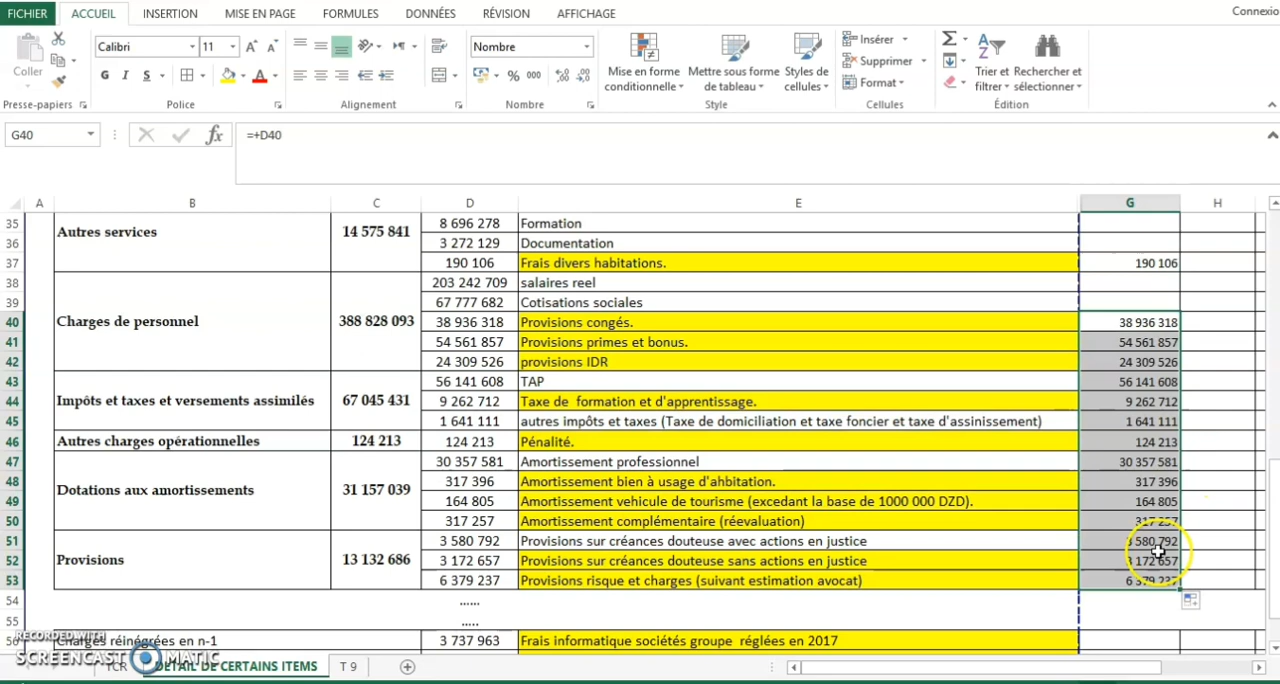 FICHIER ACCUEIL INSERTION MISE EN PAGE FORMULES DONNÉES RÉVISION AFFICHAGE Connexio
Coller Calibri 11 G I S A A A Nombre % 000 Mise en forme conditionnelle Mettre sous forme de tableau Styles de cellules Insérer Supprimer Format Trier et filtrer Rechercher et sélectionner
Presse-papiers Police Alignement Nombre Style Cellules Édition
G40 fx =+D40
A B C D E G H
35 Autres services 14 575 841 8 696 278 Formation
36 3 272 129 Documentation
37 190 106 Frais divers habitations. 190 106
38 203 242 709 salaires reel
39 67 777 682 Cotisations sociales
40 Charges de personnel 388 828 093 38 936 318 Provisions congés. 38 936 318
41 54 561 857 Provisions primes et bonus. 54 561 857
42 24 309 526 provisions IDR 24 309 526
43 56 141 608 TAP 56 141 608
44 Impôts et taxes et versements assimilés 67 045 431 9 262 712 Taxe de formation et d'apprentissage. 9 262 712
45 1 641 111 autres impôts et taxes (Taxe de domiciliation et taxe foncier et taxe d'assinissement) 1 641 111
46 Autres charges opérationnelles 124 213 124 213 Pénalité. 124 213
47 30 357 581 Amortissement professionnel 30 357 581
48 Dotations aux amortissements 31 157 039 317 396 Amortissement bien à usage d'ahbitation. 317 396
49 164 805 Amortissement vehicule de tourisme (excedant la base de 1000 000 DZD). 164 805
50 317 257 Amortissement complémentaire (réevaluation) 317 257
51 3 580 792 Provisions sur créances douteuse avec actions en justice 3 580 792
52 Provisions 13 132 686 3 172 657 Provisions sur créances douteuse sans actions en justice 3 172 657
53 6 379 237 Provisions risque et charges (suivant estimation avocat) 6 379 237
54 ......
55 .....
56 Charges réinégrées en n-1 3 737 963 Frais informatique sociétés groupe réglées en 2017
RECORDED WITH
SCREENCAST MATIC
TCR DETAIL DE CERTAINS ITEMS T 9